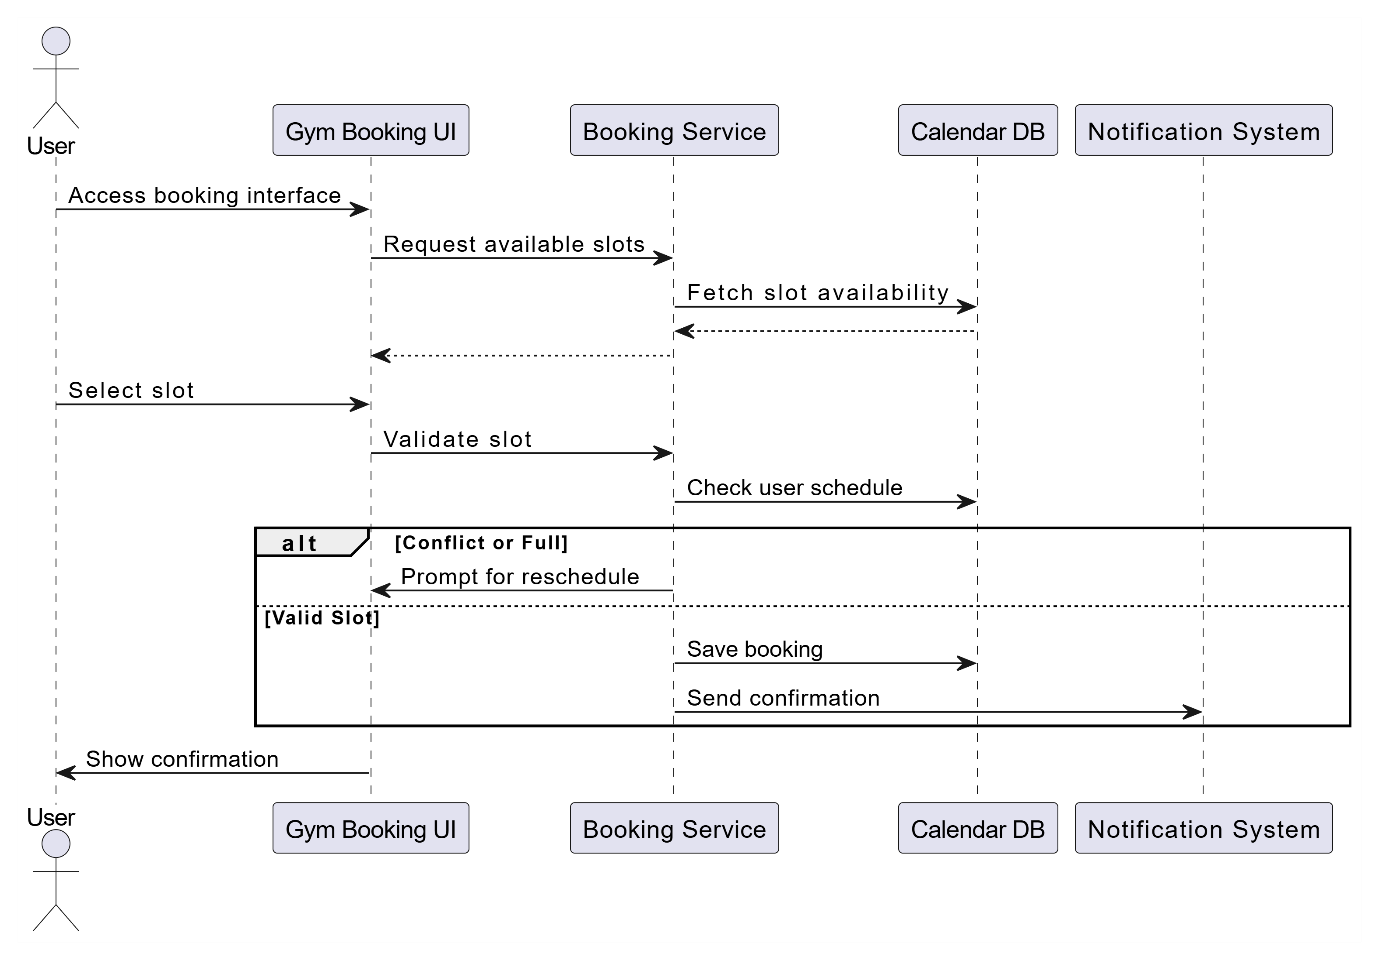 User
Gym Booking UI
Booking Service
Calendar DB
Notification System
Access booking interface
Request available slots
Fetch slot availability
Select slot
Validate slot
Check user schedule
alt
[Conflict or Full]
Prompt for reschedule
[Valid Slot]
Save booking
Send confirmation
Show confirmation
User
Gym Booking UI
Booking Service
Calendar DB
Notification System